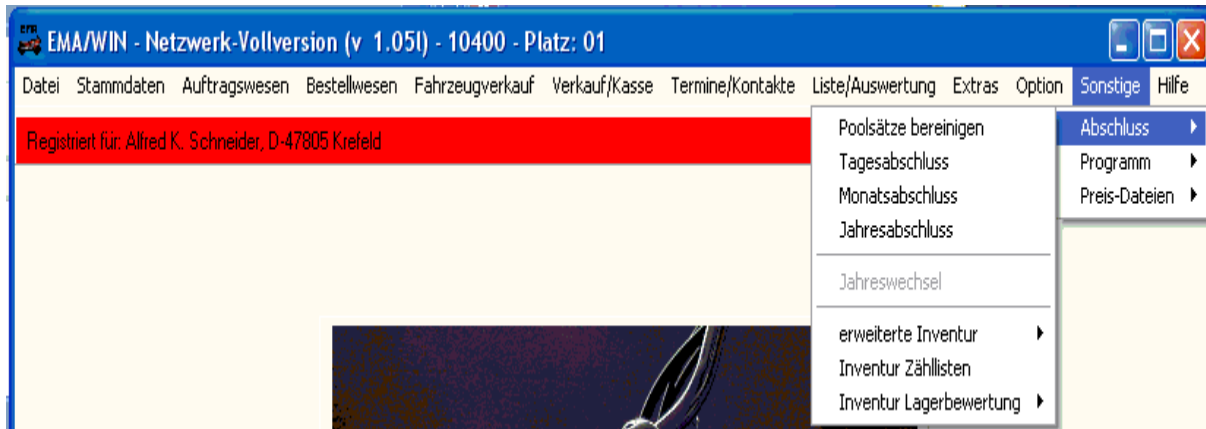 EMA/WIN - Netzwerk-Vollversion (v 1.05l) - 10400 - Platz: 01
Datei Stammdaten Auftragswesen Bestellwesen Fahrzeugverkauf Verkauf/Kasse Termine/Kontakte Liste/Auswertung Extras Option Sonstige Hilfe
Registriert für: Alfred K. Schneider, D-47805 Krefeld
Abschluss
Programm
Preis-Dateien
Poolsätze bereinigen
Tagesabschluss
Monatsabschluss
Jahresabschluss
Jahreswechsel
erweiterte Inventur
Inventur Zähllisten
Inventur Lagerbewertung